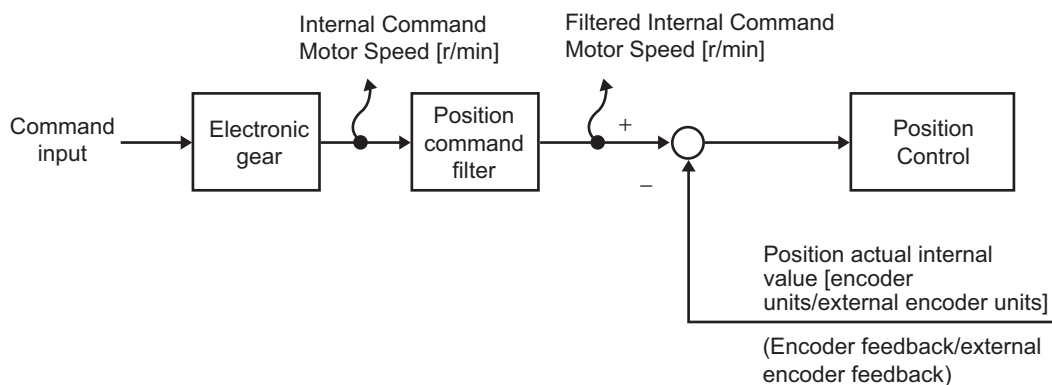 Internal Command
Motor Speed [r/min]
Filtered Internal Command
Motor Speed [r/min]
Command
input
Electronic
gear
Position
command
filter
+
−
Position
Control
Position actual internal
value [encoder
units/external encoder units]
(Encoder feedback/external
encoder feedback)